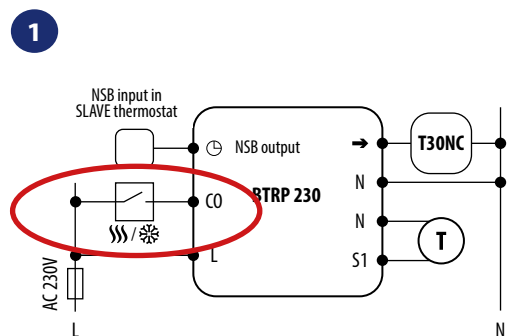 1
NSB input in
SLAVE thermostat
NSB output
➔
T30NC
N
CO
BTRP 230
/
N
T
L
S1
AC 230V
L
N